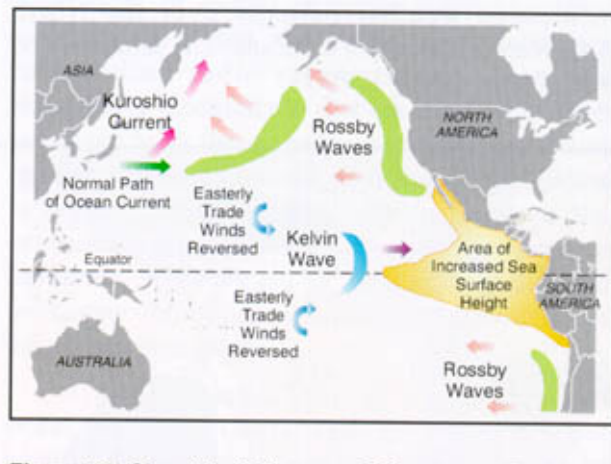 ASIA
Kuroshio
Current
Rossby
Waves
NORTH
AMERICA
Normal Path
of Ocean Current
Easterly
Trade
Winds
Reversed
Kelvin
Wave
Area of
Increased Sea
Surface
Height
Equator
SOUTH
AMERICA
Easterly
Trade
Winds
Reversed
AUSTRALIA
Rossby
Waves